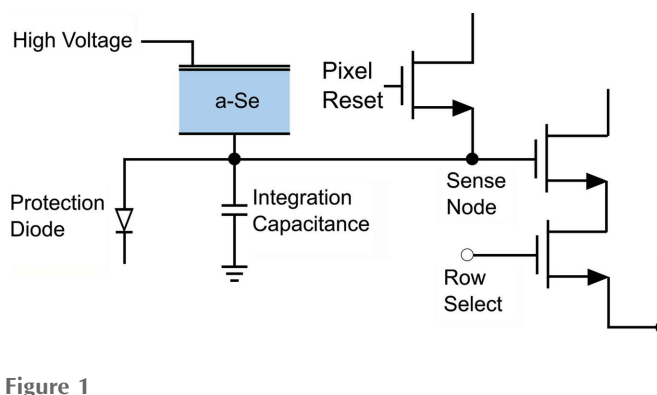 High Voltage
a-Se
Pixel
Reset
Protection
Diode
Integration
Capacitance
Sense
Node
Row
Select
Figure 1